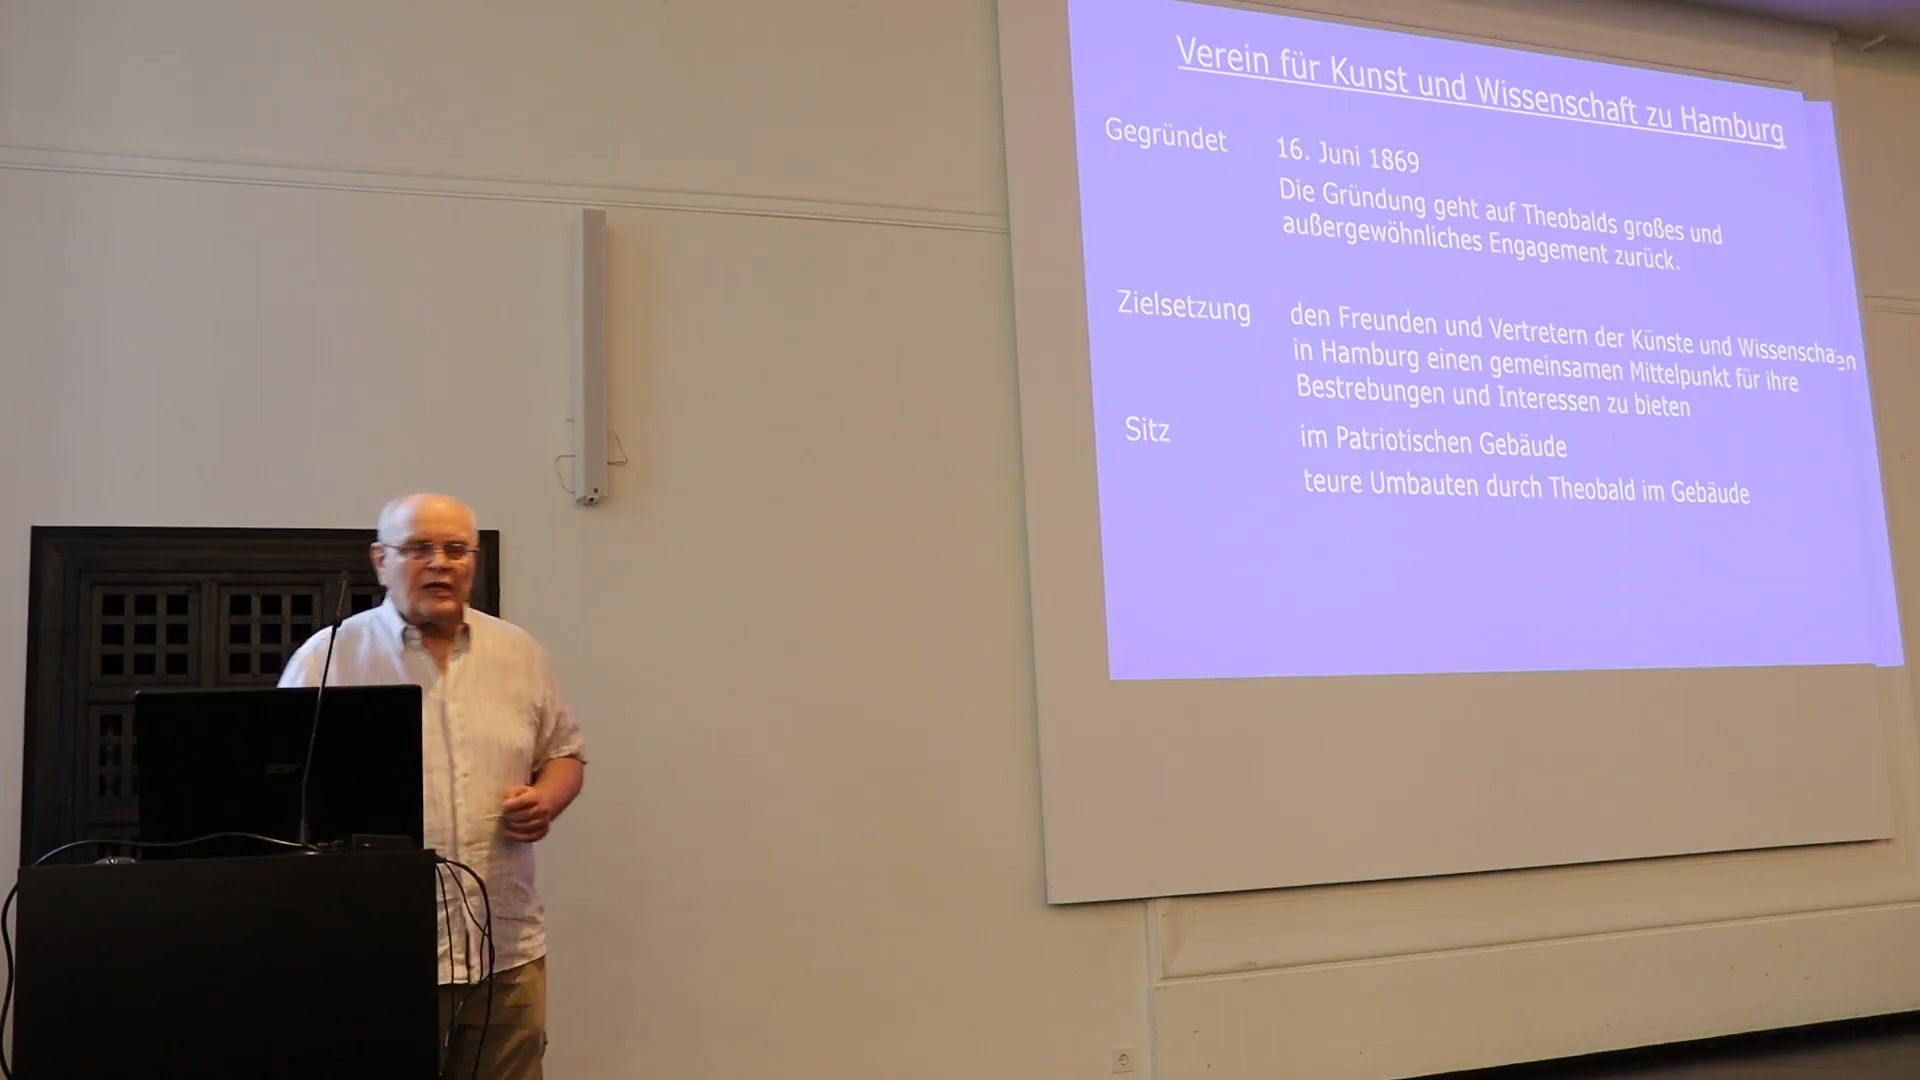 Verein für Kunst und Wissenschaft zu Hamburg
Gegründet 16. Juni 1869
Die Gründung geht auf Theobalds großes und
außergewöhnliches Engagement zurück.
Zielsetzung den Freunden und Vertretern der Künste und
in Hamburg einen gemeinsamen Mittelpunkt für ihre
Bestrebungen und Interessen zu bieten
Sitz im Patriotischen Gebäude
teure Umbauten durch Theobald im Gebäude
acer